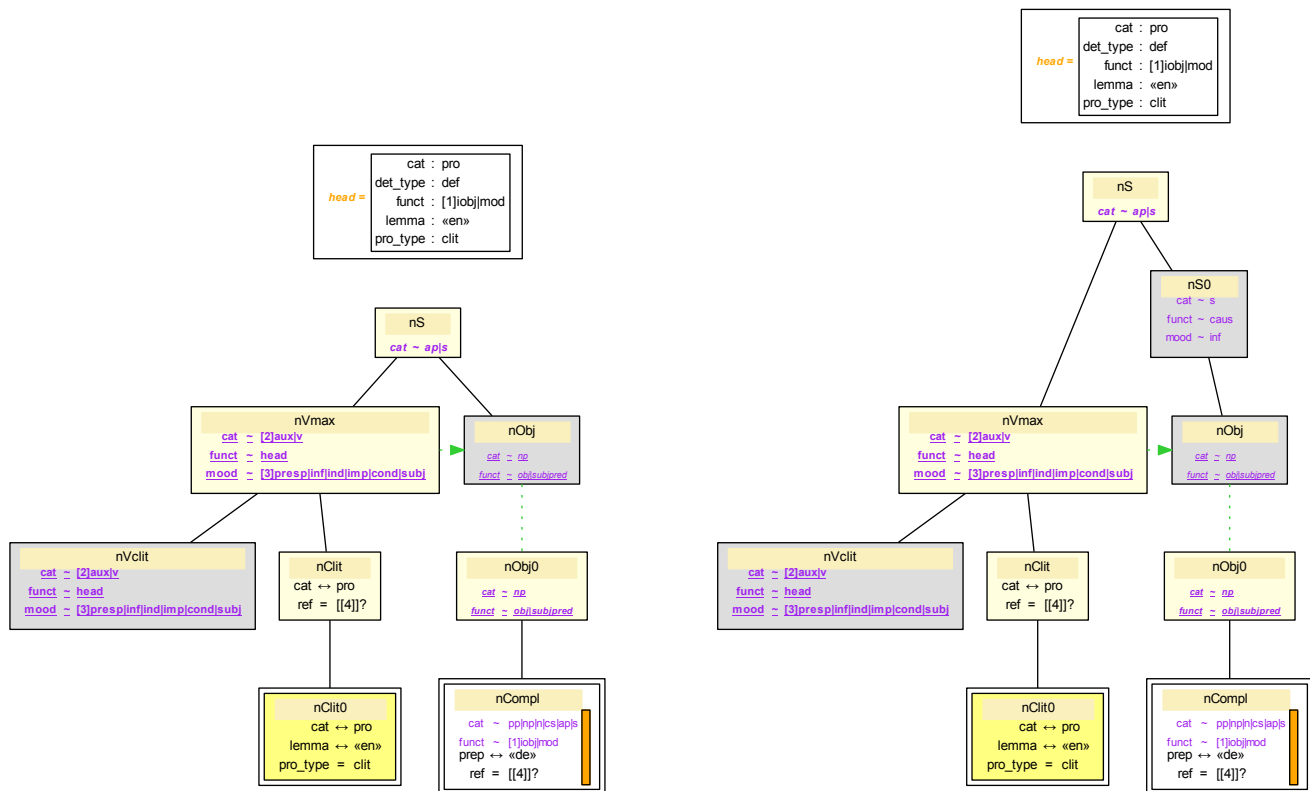 cat : pro
det_type : def
head = funct : [1]iobj|mod
lemma : «en»
pro_type : clit
nS
cat ~ ap|s
nVmax
cat ~ [2]aux|v
funct ~ head
mood ~ [3]presp|inf|ind|imp|cond|subj
nObj
cat ~ np
funct ~ obj|subjpred
nVclit
cat ~ [2]aux|v
funct ~ head
mood ~ [3]presp|inf|ind|imp|cond|subj
nClit
cat ↔ pro
ref = [[4]]?
nObj0
cat ~ np
funct ~ obj|subjpred
nClit0
cat ↔ pro
lemma ↔ «en»
pro_type = clit
nCompl
cat ~ pp|np|n|cs|ap|s
funct ~ [1]iobj|mod
prep ↔ «de»
ref = [[4]]?
cat : pro
det_type : def
head = funct : [1]iobj|mod
lemma : «en»
pro_type : clit
nS
cat ~ ap|s
nS0
cat ~ s
funct ~ caus
mood ~ inf
nVmax
cat ~ [2]aux|v
funct ~ head
mood ~ [3]presp|inf|ind|imp|cond|subj
nObj
cat ~ np
funct ~ obj|subjpred
nVclit
cat ~ [2]aux|v
funct ~ head
mood ~ [3]presp|inf|ind|imp|cond|subj
nClit
cat ↔ pro
ref = [[4]]?
nObj0
cat ~ np
funct ~ obj|subjpred
nClit0
cat ↔ pro
lemma ↔ «en»
pro_type = clit
nCompl
cat ~ pp|np|n|cs|ap|s
funct ~ [1]iobj|mod
prep ↔ «de»
ref = [[4]]?